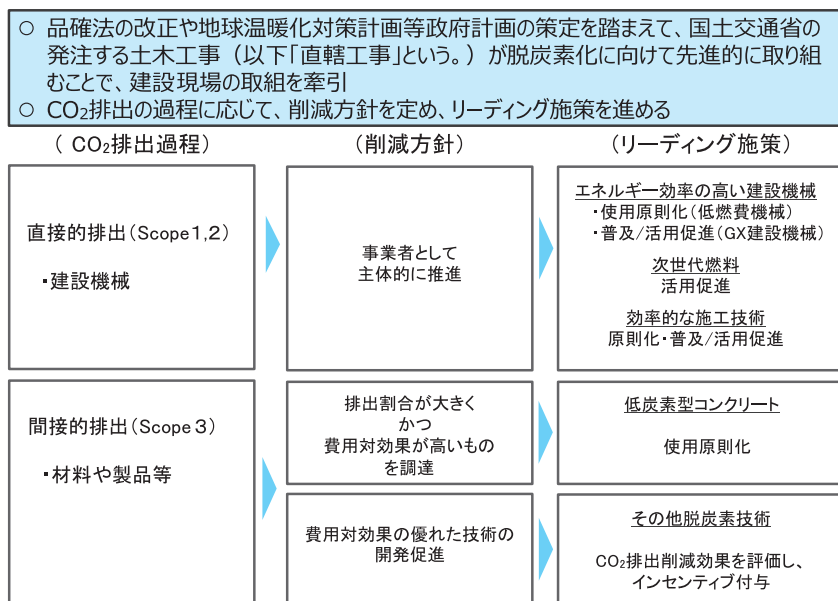 ○ 品確法の改正や地球温暖化対策計画等政府計画の策定を踏まえて、国土交通省の
発注する土木工事（以下「直轄工事」という。）が脱炭素化に向けて先進的に取り組
むことで、建設現場の取組を牽引
○ CO₂排出の過程に応じて、削減方針を定め、リーディング施策を進める
（ CO₂排出過程）
（削減方針）
（リーディング施策）
直接的排出（Scope１,２）
・建設機械
事業者として
主体的に推進
エネルギー効率の高い建設機械
・使用原則化（低燃費機械）
・普及/活用促進（GX建設機械）
次世代燃料
活用促進
効率的な施工技術
原則化・普及/活用促進
間接的排出（Scope３）
・材料や製品等
排出割合が大きく
かつ
費用対効果が高いもの
を調達
低炭素型コンクリート
使用原則化
費用対効果の優れた技術の
開発促進
その他脱炭素技術
CO₂排出削減効果を評価し、
インセンティブ付与